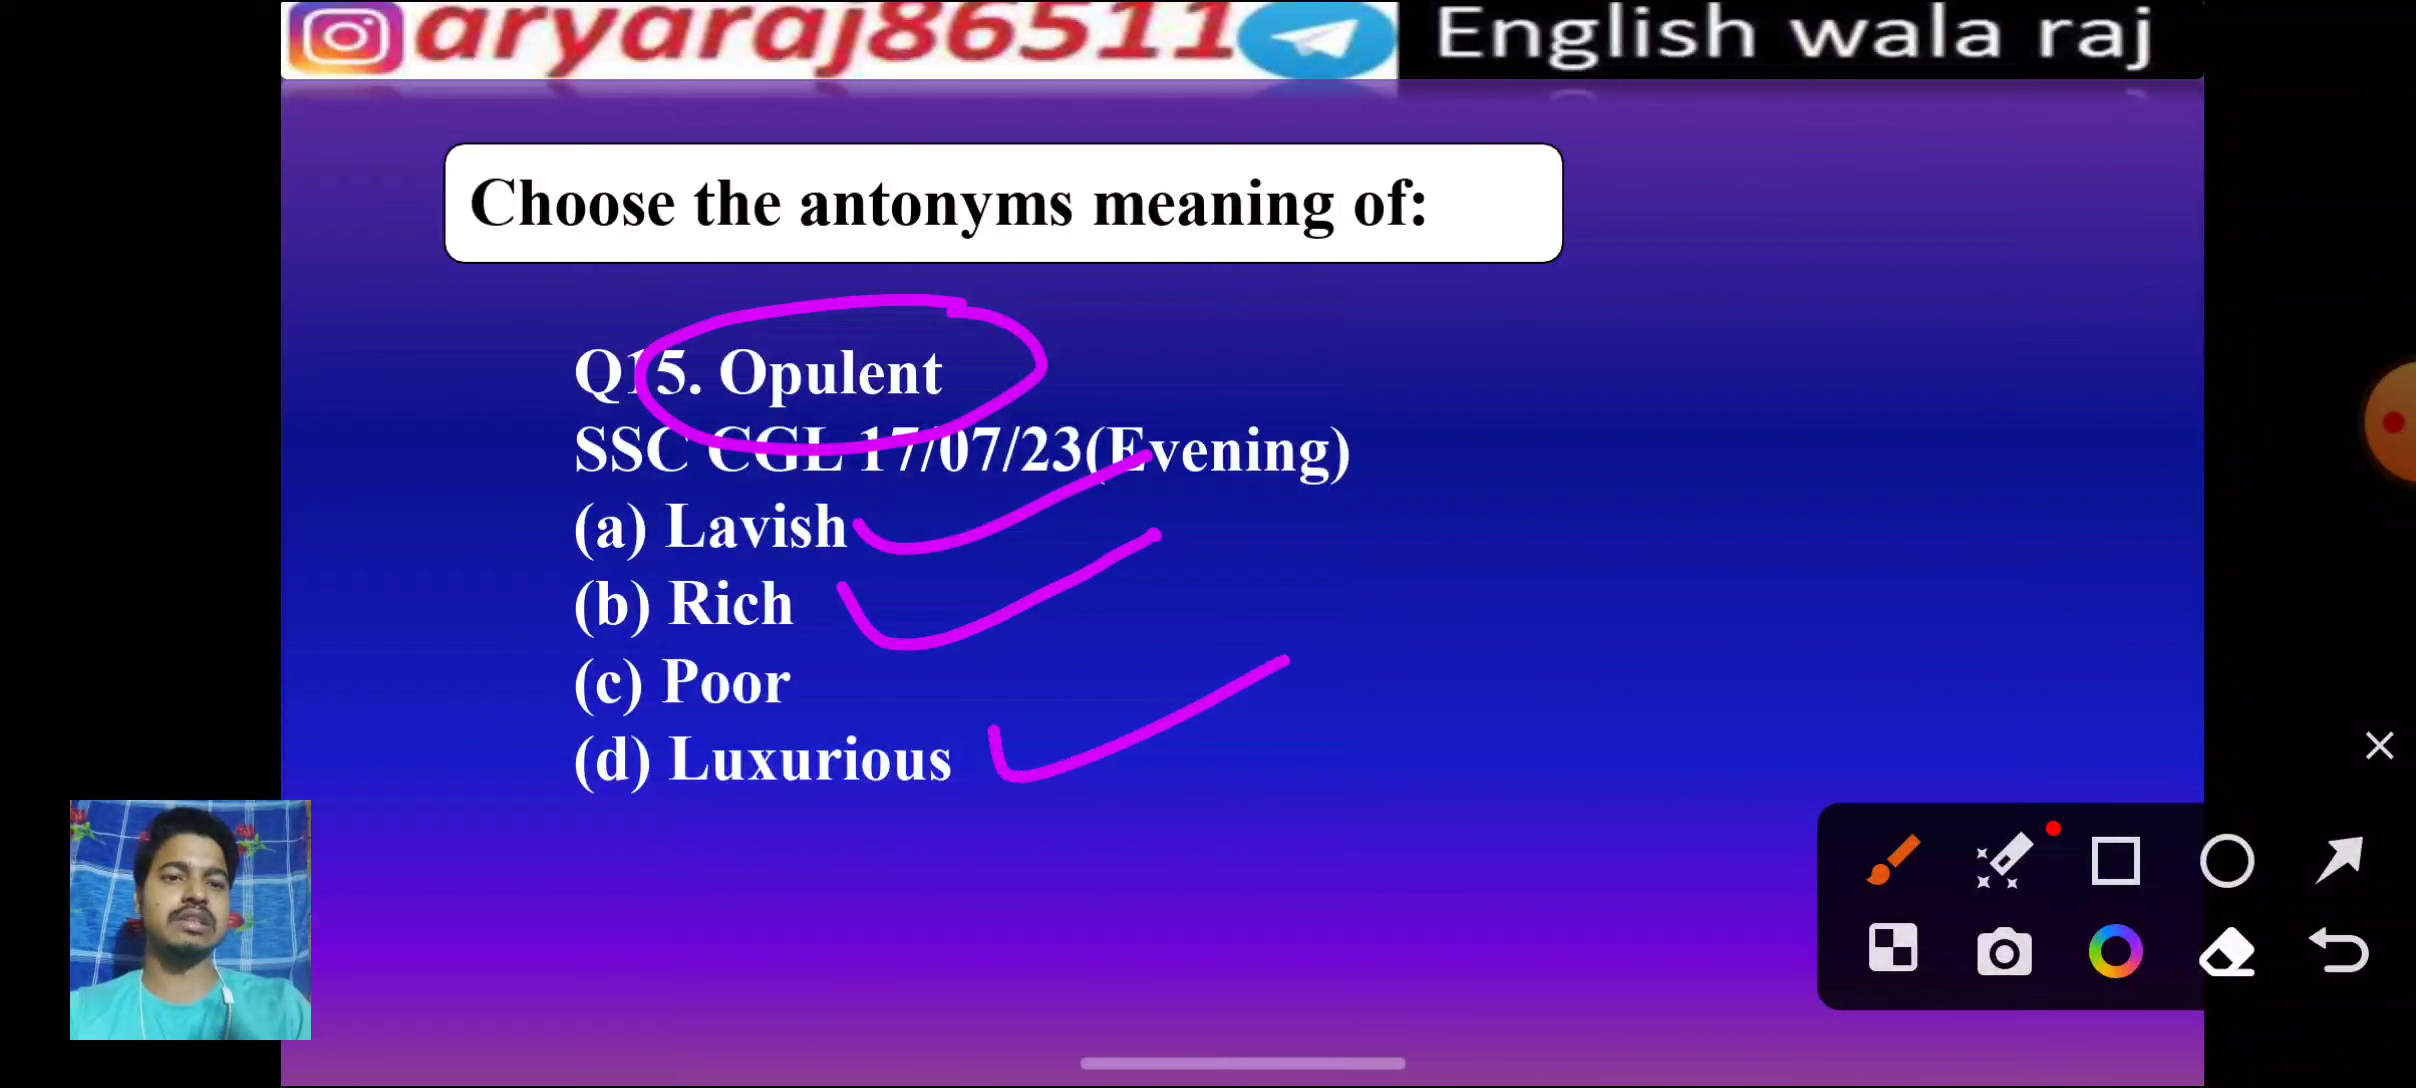 aryaraj86511 English wala raj
Choose the antonyms meaning of:
Q15. Opulent
SSC CGL 17/07/23(Evening)
(a) Lavish
(b) Rich
(c) Poor
(d) Luxurious